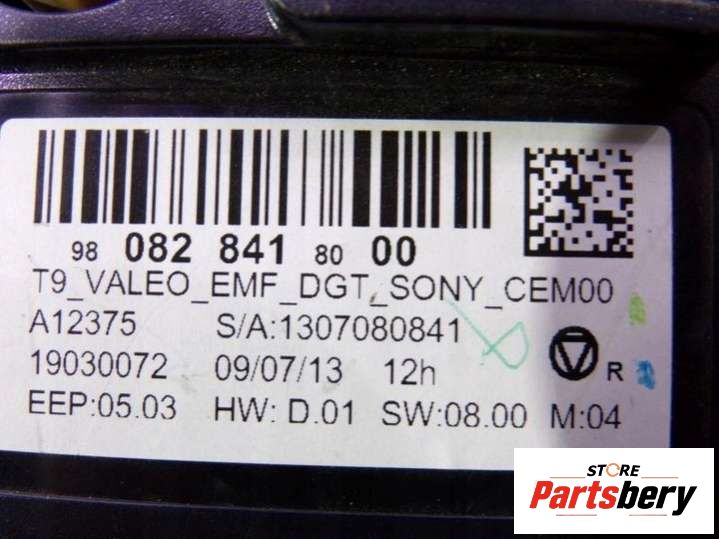 98 082 841 80 00
T9_VALEO_EMF_DGT_SONY_CEM00
A12375 S/A:1307080841
19030072 09/07/13 12h
R
EEP:05.03 HW: D.01 SW:08.00 M:04
STORE
Partsbery